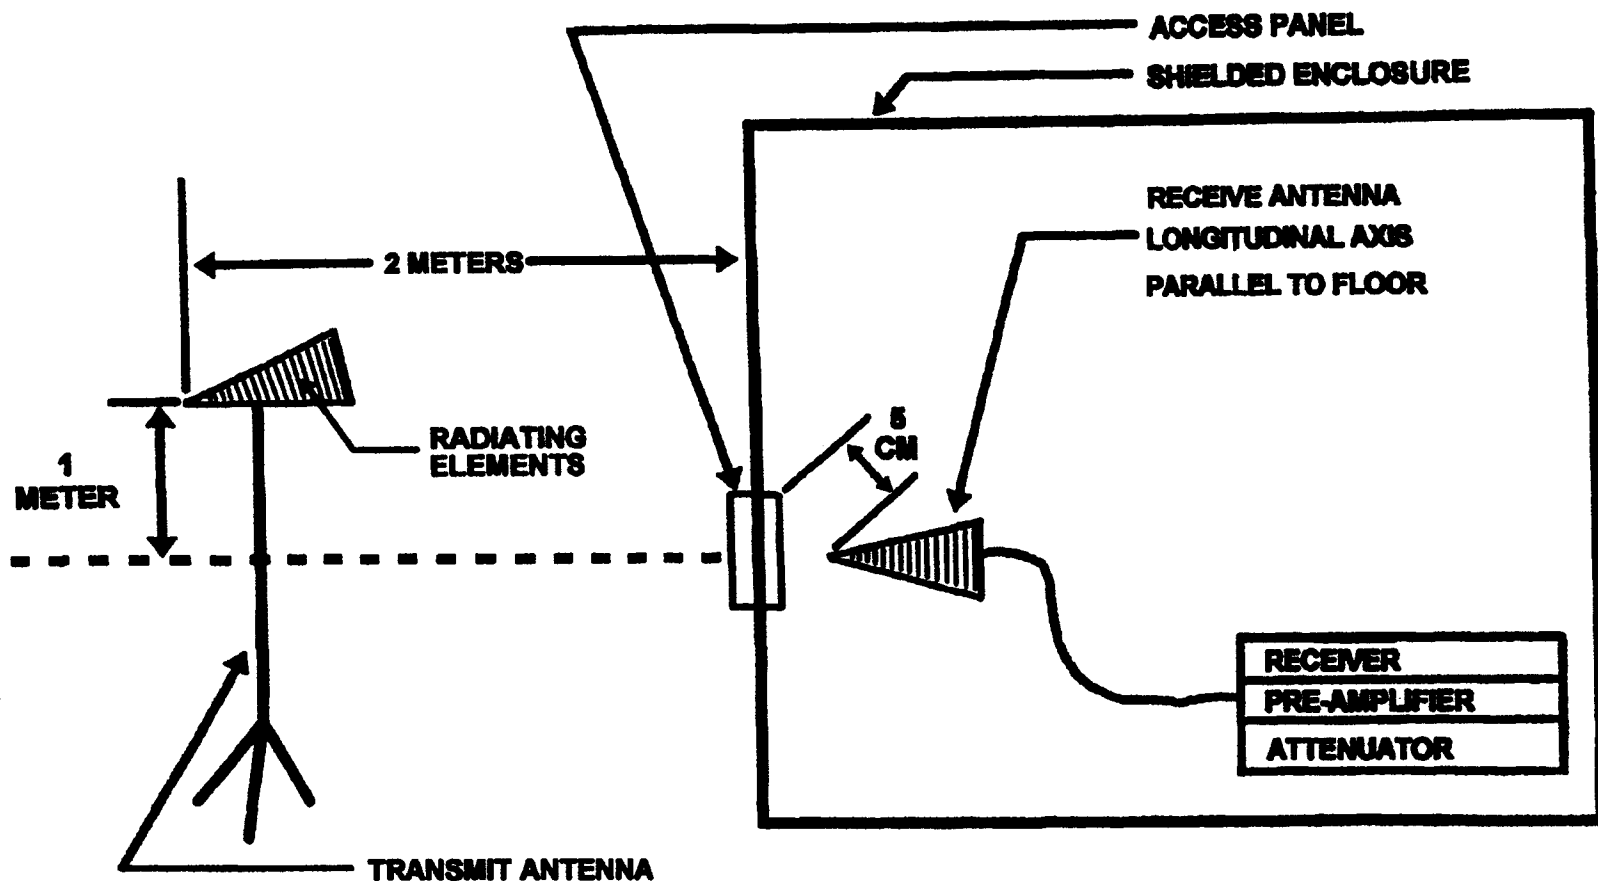 ACCESS PANEL
SHIELDED ENCLOSURE
RECEIVE ANTENNA
LONGITUDINAL AXIS
PARALLEL TO FLOOR
2 METERS
RADIATING
ELEMENTS
1
METER
5
CM
RECEIVER
PRE-AMPLIFIER
ATTENUATOR
TRANSMIT ANTENNA